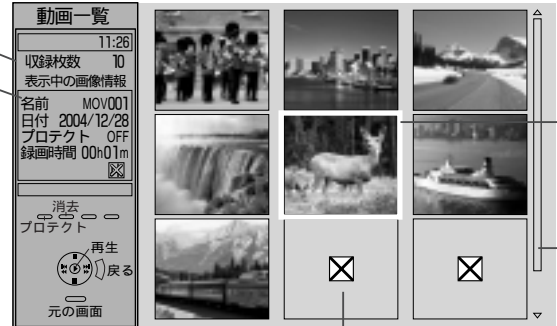 動画一覧
11:26
収録枚数 10
表示中の画像情報
名前 MOV001
日付 2004/12/28
プロテクト OFF
録画時間 00h01m
消去
プロテクト
再生
戻る
元の画面